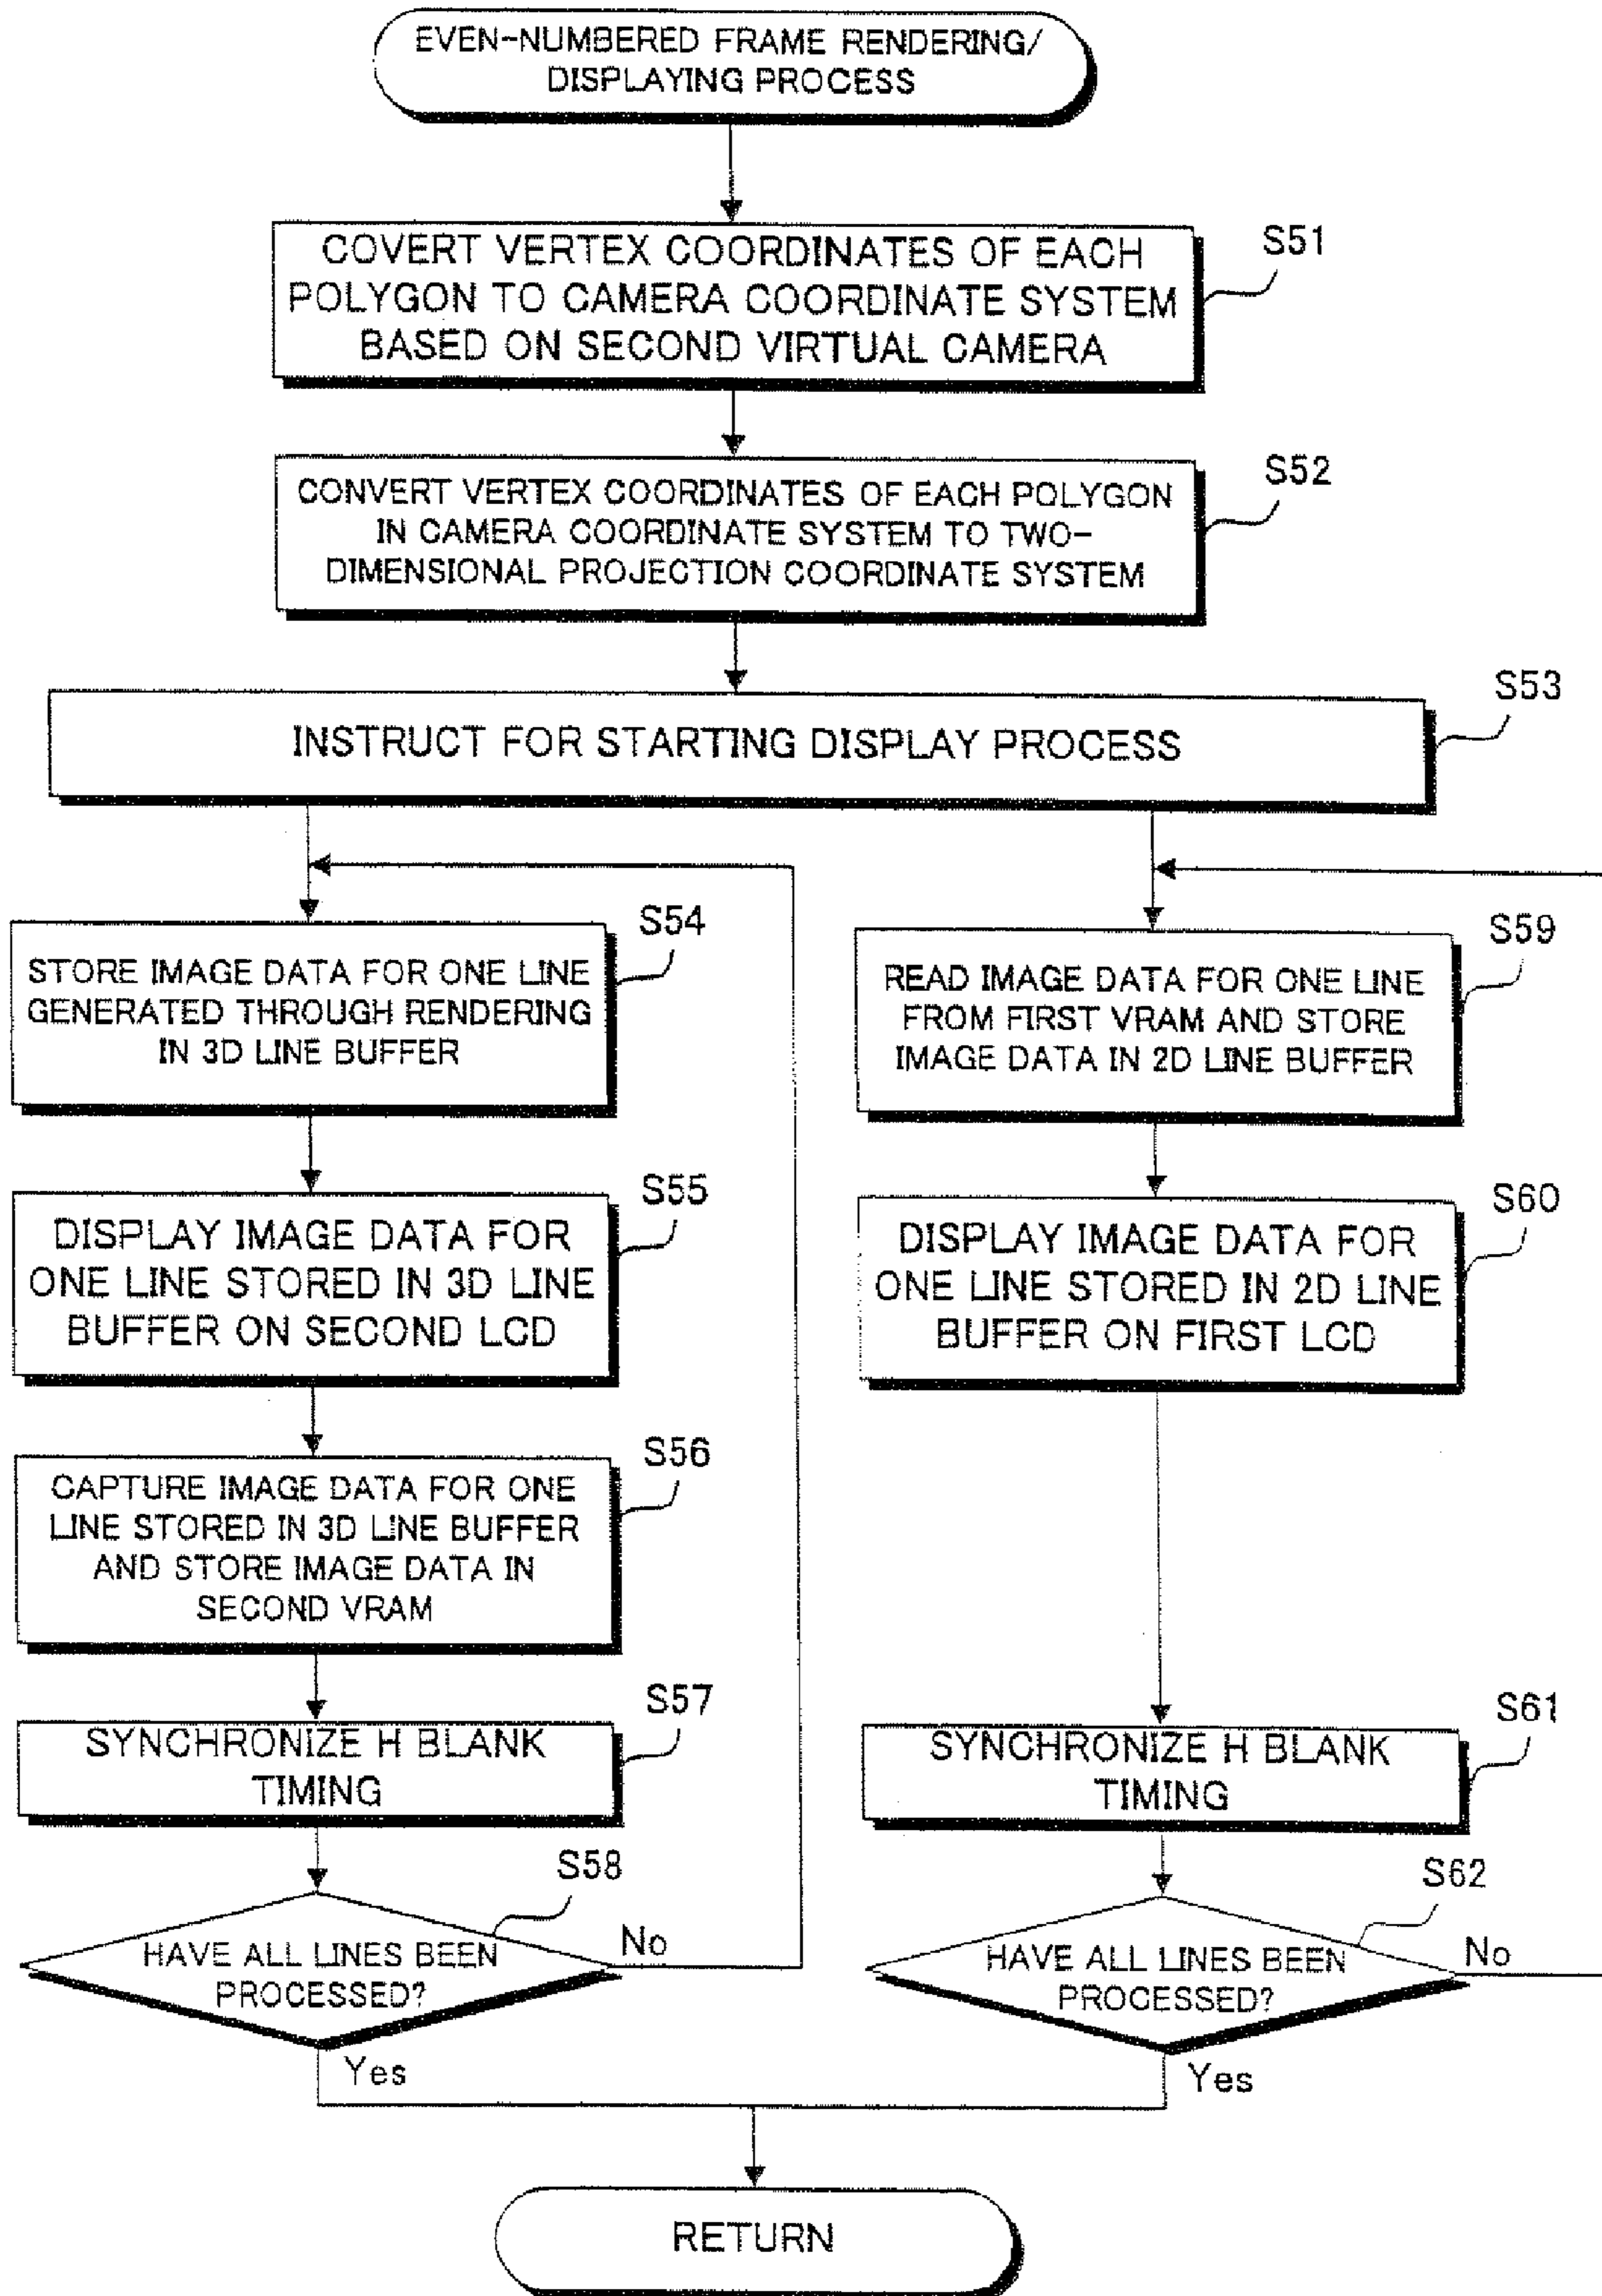 EVEN-NUMBERED FRAME RENDERING/
DISPLAYING PROCESS
S51
COVERT VERTEX COORDINATES OF EACH
POLYGON TO CAMERA COORDINATE SYSTEM
BASED ON SECOND VIRTUAL CAMERA
S52
CONVERT VERTEX COORDINATES OF EACH POLYGON
IN CAMERA COORDINATE SYSTEM TO TWO-
DIMENSIONAL PROJECTION COORDINATE SYSTEM
S53
INSTRUCT FOR STARTING DISPLAY PROCESS
S54
STORE IMAGE DATA FOR ONE LINE
GENERATED THROUGH RENDERING
IN 3D LINE BUFFER
S55
DISPLAY IMAGE DATA FOR
ONE LINE STORED IN 3D LINE
BUFFER ON SECOND LCD
S56
CAPTURE IMAGE DATA FOR ONE
LINE STORED IN 3D LINE BUFFER
AND STORE IMAGE DATA IN
SECOND VRAM
S57
SYNCHRONIZE H BLANK
TIMING
S58
HAVE ALL LINES BEEN
PROCESSED?
No
Yes
S59
READ IMAGE DATA FOR ONE LINE
FROM FIRST VRAM AND STORE
IMAGE DATA IN 2D LINE BUFFER
S60
DISPLAY IMAGE DATA FOR
ONE LINE STORED IN 2D LINE
BUFFER ON FIRST LCD
S61
SYNCHRONIZE H BLANK
TIMING
S62
HAVE ALL LINES BEEN
PROCESSED?
No
Yes
RETURN